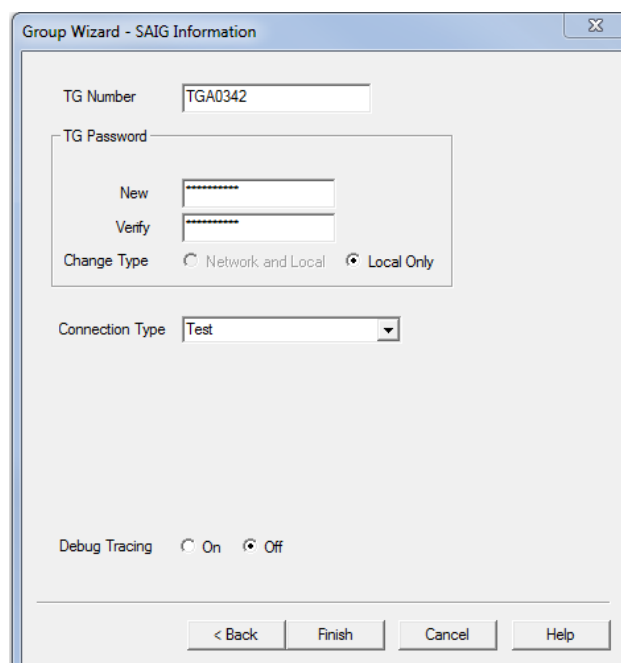 Group Wizard - SAIG Information
TG Number TGA0342
TG Password
New **********
Verify **********
Change Type Network and Local Local Only
Connection Type Test
Debug Tracing On Off
< Back Finish Cancel Help